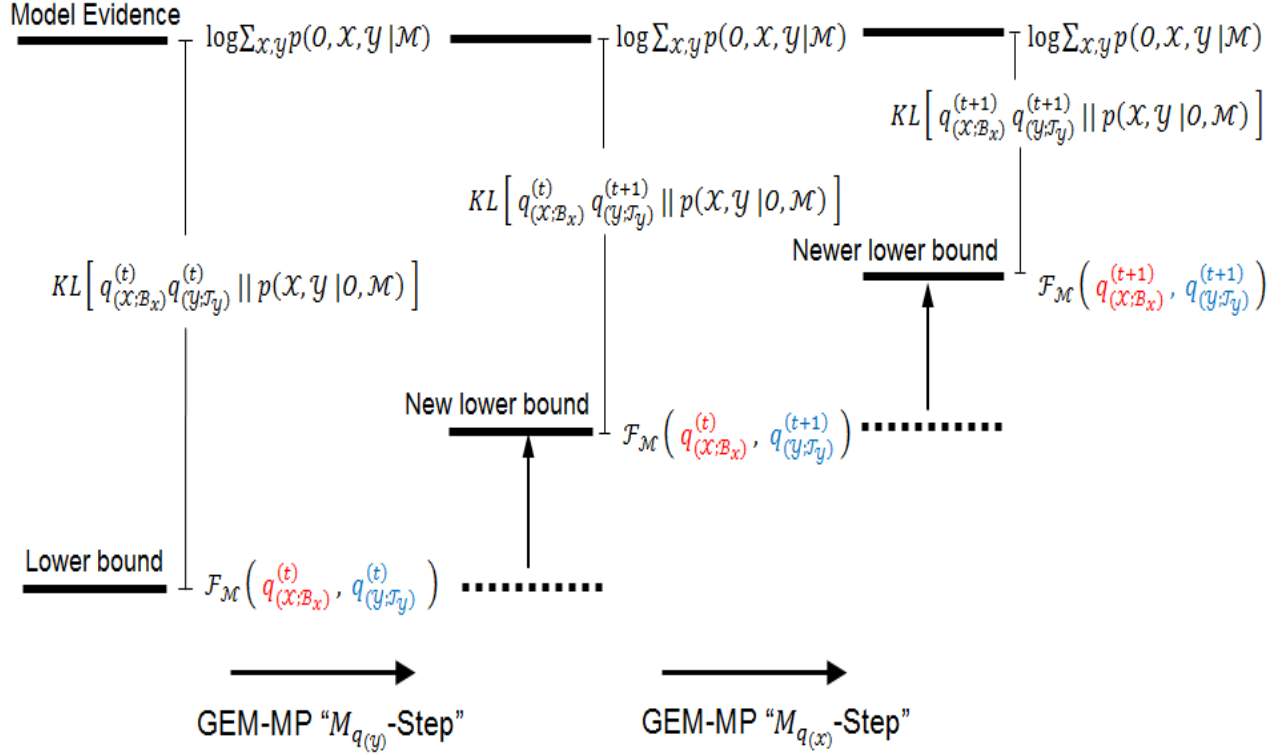 Model Evidence
log∑_{𝒳,𝒴} p(O, 𝒳, 𝒴 |ℳ)
log∑_{𝒳,𝒴} p(O, 𝒳, 𝒴|ℳ)
log∑_{𝒳,𝒴} p(O, 𝒳, 𝒴 |ℳ)
KL[ q^{(t+1)}_{(𝒳;ℬ_x)} q^{(t+1)}_{(𝒴;𝒯_y)} || p(𝒳, 𝒴 |O, ℳ) ]
KL[ q^{(t)}_{(𝒳;ℬ_x)} q^{(t+1)}_{(𝒴;𝒯_y)} || p(𝒳, 𝒴 |O, ℳ) ]
KL[ q^{(t)}_{(𝒳;ℬ_x)} q^{(t)}_{(𝒴;𝒯_y)} || p(𝒳, 𝒴 |O, ℳ) ]
Newer lower bound
ℱ_ℳ( q^{(t+1)}_{(𝒳;ℬ_x)} , q^{(t+1)}_{(𝒴;𝒯_y)} )
New lower bound
ℱ_ℳ( q^{(t)}_{(𝒳;ℬ_x)} , q^{(t+1)}_{(𝒴;𝒯_y)} )
Lower bound
ℱ_ℳ( q^{(t)}_{(𝒳;ℬ_x)} , q^{(t)}_{(𝒴;𝒯_y)} )
GEM-MP “M_{q_{(𝓎)}}-Step”
GEM-MP “M_{q_{(𝓍)}}-Step”